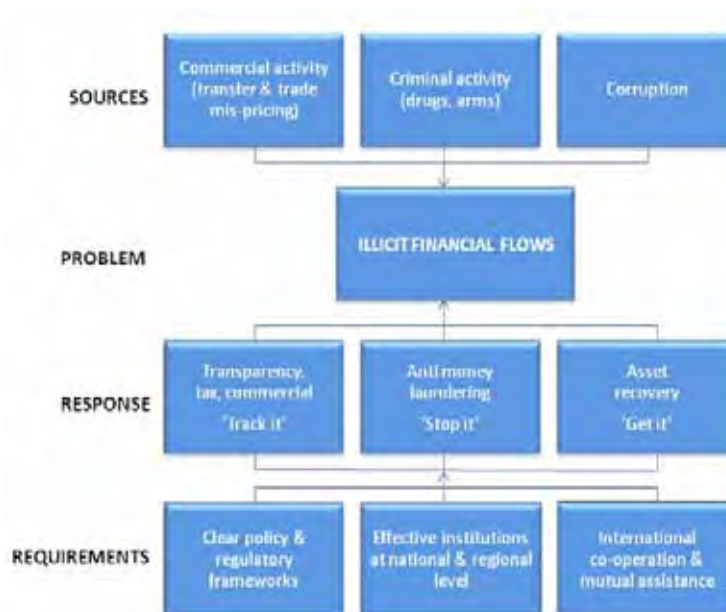 SOURCES
Commercial activity
(transfer & trade
mis-pricing)
Criminal activity
(drugs, arms)
Corruption
PROBLEM
ILLICIT FINANCIAL FLOWS
RESPONSE
Transparency,
tax, commercial
'Track it'
Anti money
laundering
'Stop it'
Asset
recovery
'Get it'
REQUIREMENTS
Clear policy &
regulatory
frameworks
Effective institutions
at national & regional
level
International
co-operation &
mutual assistance